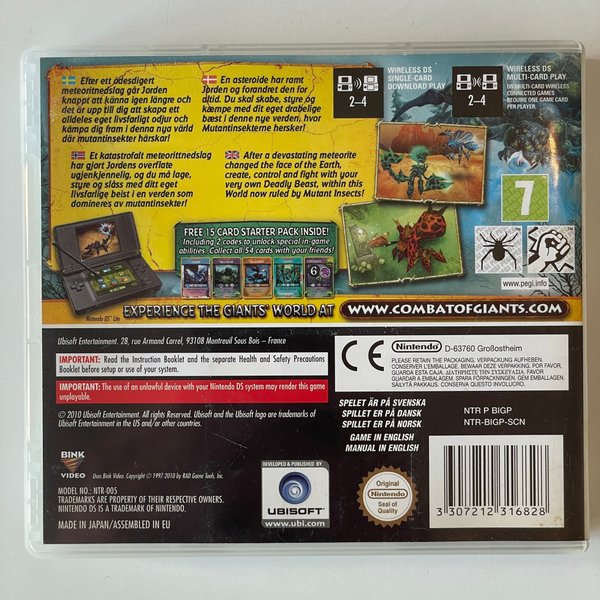 Efter ett ödesdigert
meteoritnedslag går Jorden
knappt att känna igen längre och
det är upp till dig att skapa ett
alldeles eget livsfarligt odjur och
kämpa dig fram i denna nya värld
där mutantinsekter härskar!
En asteroide har ramt
Jorden og forandret den for
altid. Du skal skabe, styre og
kæmpe med dit eget drabelige
bæst i denne nye verden, hvor
Mutantinsekterne hersker!
Et katastrofalt meteorittnedslag
har gjort Jordens overflate
ugjenkjennelig, og du må lage,
styre og slåss med ditt eget
livsfarlige beist i en verden som
domineres av mutantinsekter!
After a devastating meteorite
changed the face of the Earth,
create, control and fight with your
very own Deadly Beast, within this
World now ruled by Mutant Insects!
2–4
WIRELESS DS
SINGLE-CARD
DOWNLOAD PLAY
2–4
WIRELESS DS
MULTI-CARD PLAY
DS MULTI-CARD WIRELESS
CONNECTED GAMES
REQUIRE ONE GAME CARD
PER PLAYER.
7
www.pegi.info
FREE 15 CARD STARTER PACK INSIDE!
Including 2 codes to unlock special in-game
abilities. Collect all 54 cards with your friends!
6
Nintendo DS Lite
EXPERIENCE THE GIANTS' WORLD AT
WWW.COMBATOFGIANTS.COM
Ubisoft Entertainment. 28, rue Armand Carrel, 93108 Montreuil Sous Bois – France
IMPORTANT: Read the Instruction Booklet and the separate Health and Safety Precautions
Booklet before setup or use of your system.
IMPORTANT: The use of an unlawful device with your Nintendo DS system may render this game
unplayable.
© 2010 Ubisoft Entertainment. All Rights Reserved. Ubisoft and the Ubisoft logo are trademarks of
Ubisoft Entertainment in the US and/or other countries.
BINK
VIDEO
Uses Bink Video. Copyright © 1997-2010 by RAD Game Tools, Inc.
MODEL NO.: NTR-005
TRADEMARKS ARE PROPERTY OF THEIR RESPECTIVE OWNERS.
NINTENDO DS IS A TRADEMARK OF NINTENDO.
MADE IN JAPAN/ASSEMBLED IN EU
DEVELOPED & PUBLISHED BY
UBISOFT
www.ubi.com
CE
Nintendo
D-63760 Großostheim
PLEASE RETAIN THE PACKAGING. VERPACKUNG AUFHEBEN.
CONSERVER L'EMBALLAGE. BEWAAR DEZE VERPAKKING. FAVOR
GUARDAR ESTA CAJA. ΔΙΑΤΗΡΗΣΗ ΤΗΣ ΣΥΣΚΕΥΑΣΙΑΣ. FAVOR
GUARDAR A EMBALAGEM. SPARA FÖRPACKNINGEN. GEM EMBALLAGEN.
SÄILYTÄ PAKKAUS. CONSERVA QUESTO INVOLUCRO.
SPELET ÄR PÅ SVENSKA
SPILLET ER PÅ DANSK
SPILLET ER PÅ NORSK
GAME IN ENGLISH
MANUAL IN ENGLISH
NTR P BIGP
NTR-BIGP-SCN
Original
Nintendo
Seal of
Quality
3 307212 316828